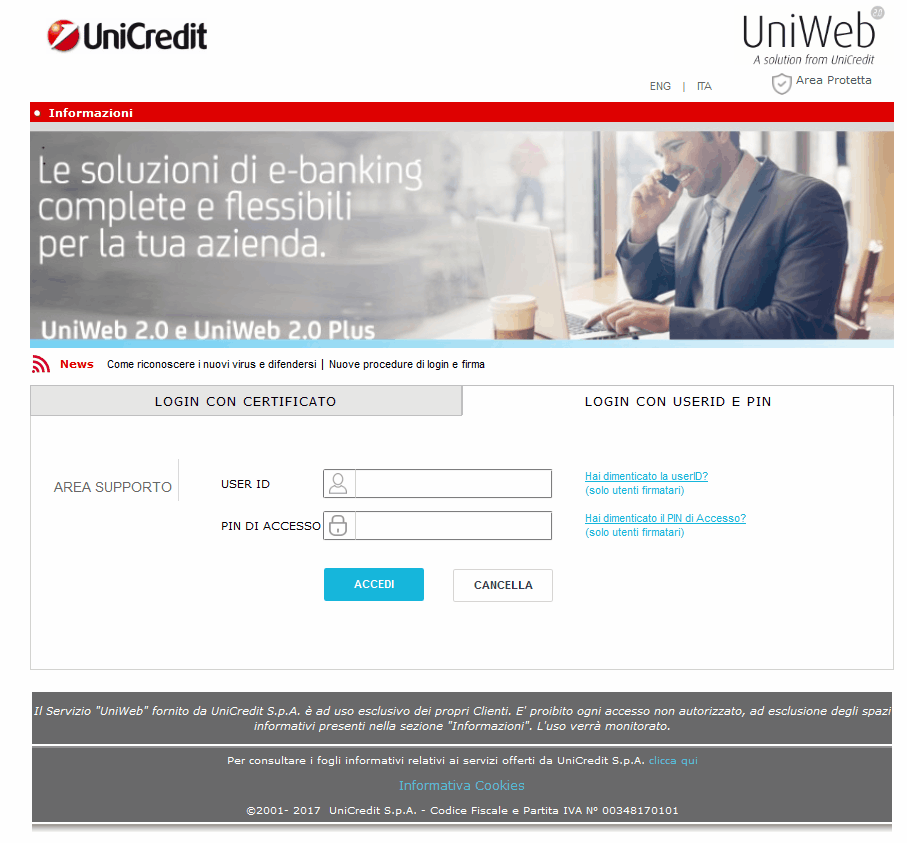 UniCredit
UniWeb 2.0
A solution from UniCredit
ENG | ITA
Area Protetta
Informazioni
Le soluzioni di e-banking
complete e flessibili
per la tua azienda.
UniWeb 2.0 e UniWeb 2.0 Plus
News Come riconoscere i nuovi virus e difendersi | Nuove procedure di login e firma
LOGIN CON CERTIFICATO
LOGIN CON USERID E PIN
AREA SUPPORTO
USER ID
Hai dimenticato la userID?
(solo utenti firmatari)
PIN DI ACCESSO
Hai dimenticato il PIN di Accesso?
(solo utenti firmatari)
ACCEDI
CANCELLA
Il Servizio "UniWeb" fornito da UniCredit S.p.A. è ad uso esclusivo dei propri Clienti. E' proibito ogni accesso non autorizzato, ad esclusione degli spazi
informativi presenti nella sezione "Informazioni". L'uso verrà monitorato.
Per consultare i fogli informativi relativi ai servizi offerti da UniCredit S.p.A. clicca qui
Informativa Cookies
©2001- 2017 UniCredit S.p.A. - Codice Fiscale e Partita IVA N° 00348170101